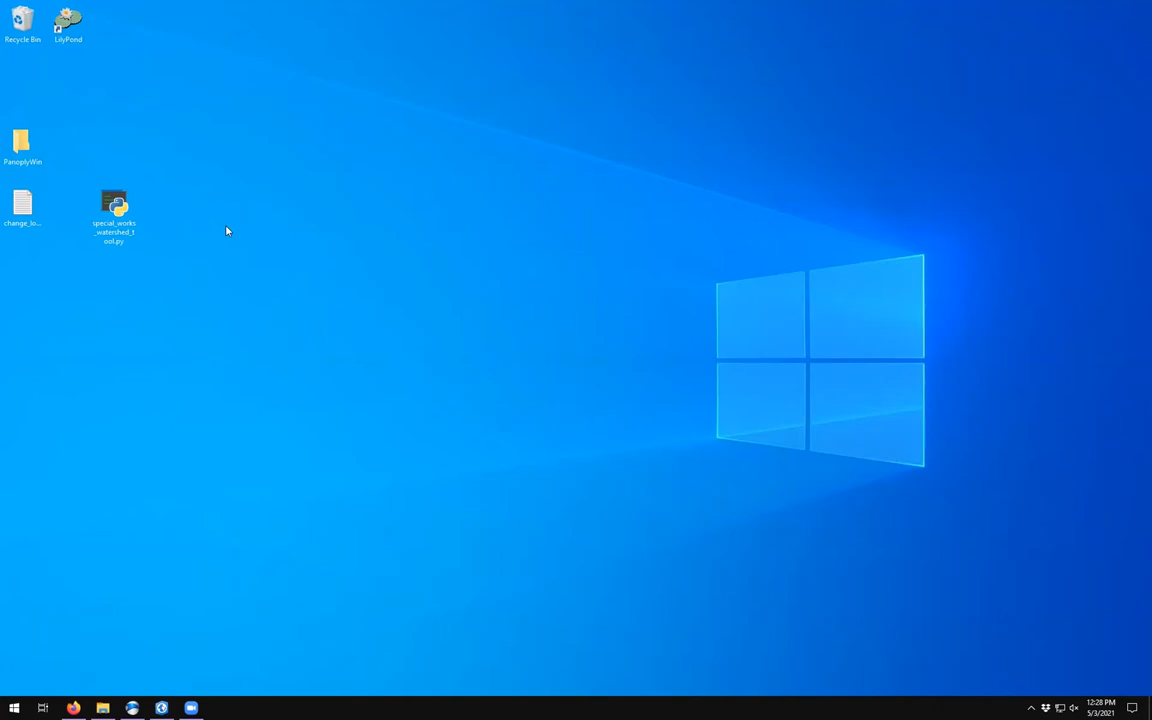 Recycle Bin
LilyPond
PanoplyWin
change_lo...
special_works
_watershed_t
ool.py
12:28 PM
5/3/2021